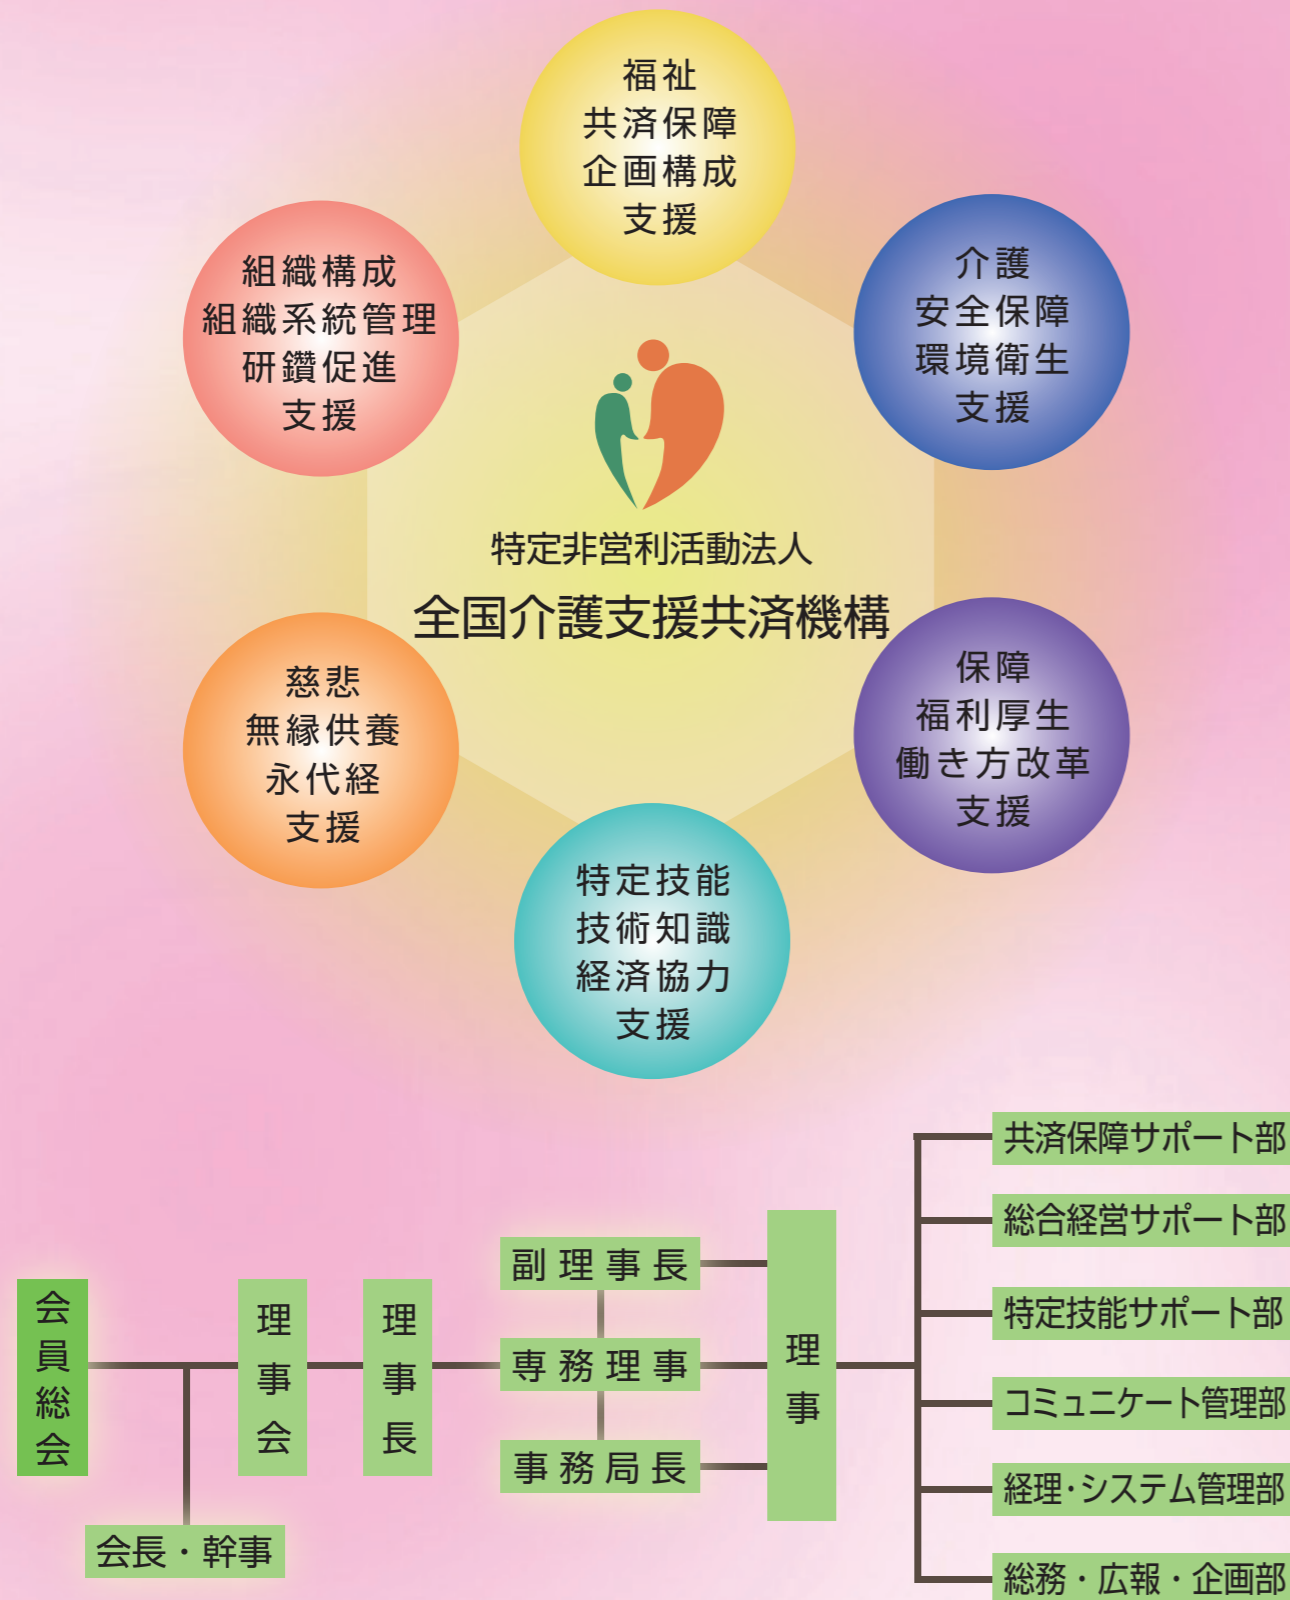 福祉
共済保障
企画構成
支援
組織構成
組織系統管理
研鑽促進
支援
介護
安全保障
環境衛生
支援
特定非営利活動法人
全国介護支援共済機構
慈悲
無縁供養
永代経
支援
保障
福利厚生
働き方改革
支援
特定技能
技術知識
経済協力
支援
会員総会
会長・幹事
理事会
理事長
副理事長
専務理事
事務局長
理事
共済保障サポート部
総合経営サポート部
特定技能サポート部
コミュニケート管理部
経理・システム管理部
総務・広報・企画部